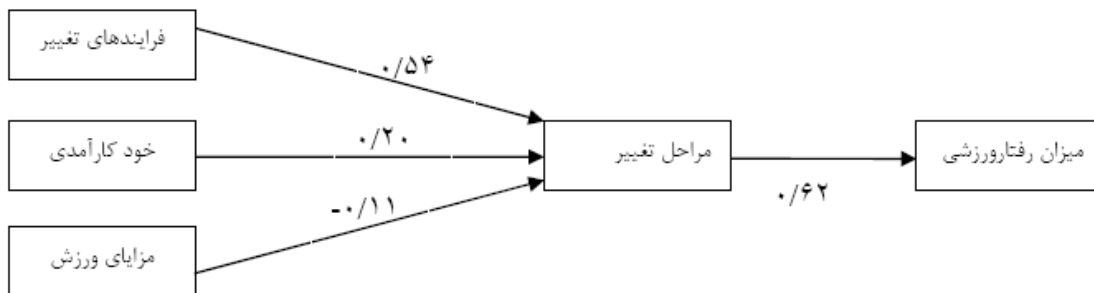 فرایندهای تغییر
۰/۵۴
خود کارآمدی
۰/۲۰
مراحل تغییر
میزان رفتارورزشی
۰/۶۲
-۰/۱۱
مزایای ورزش